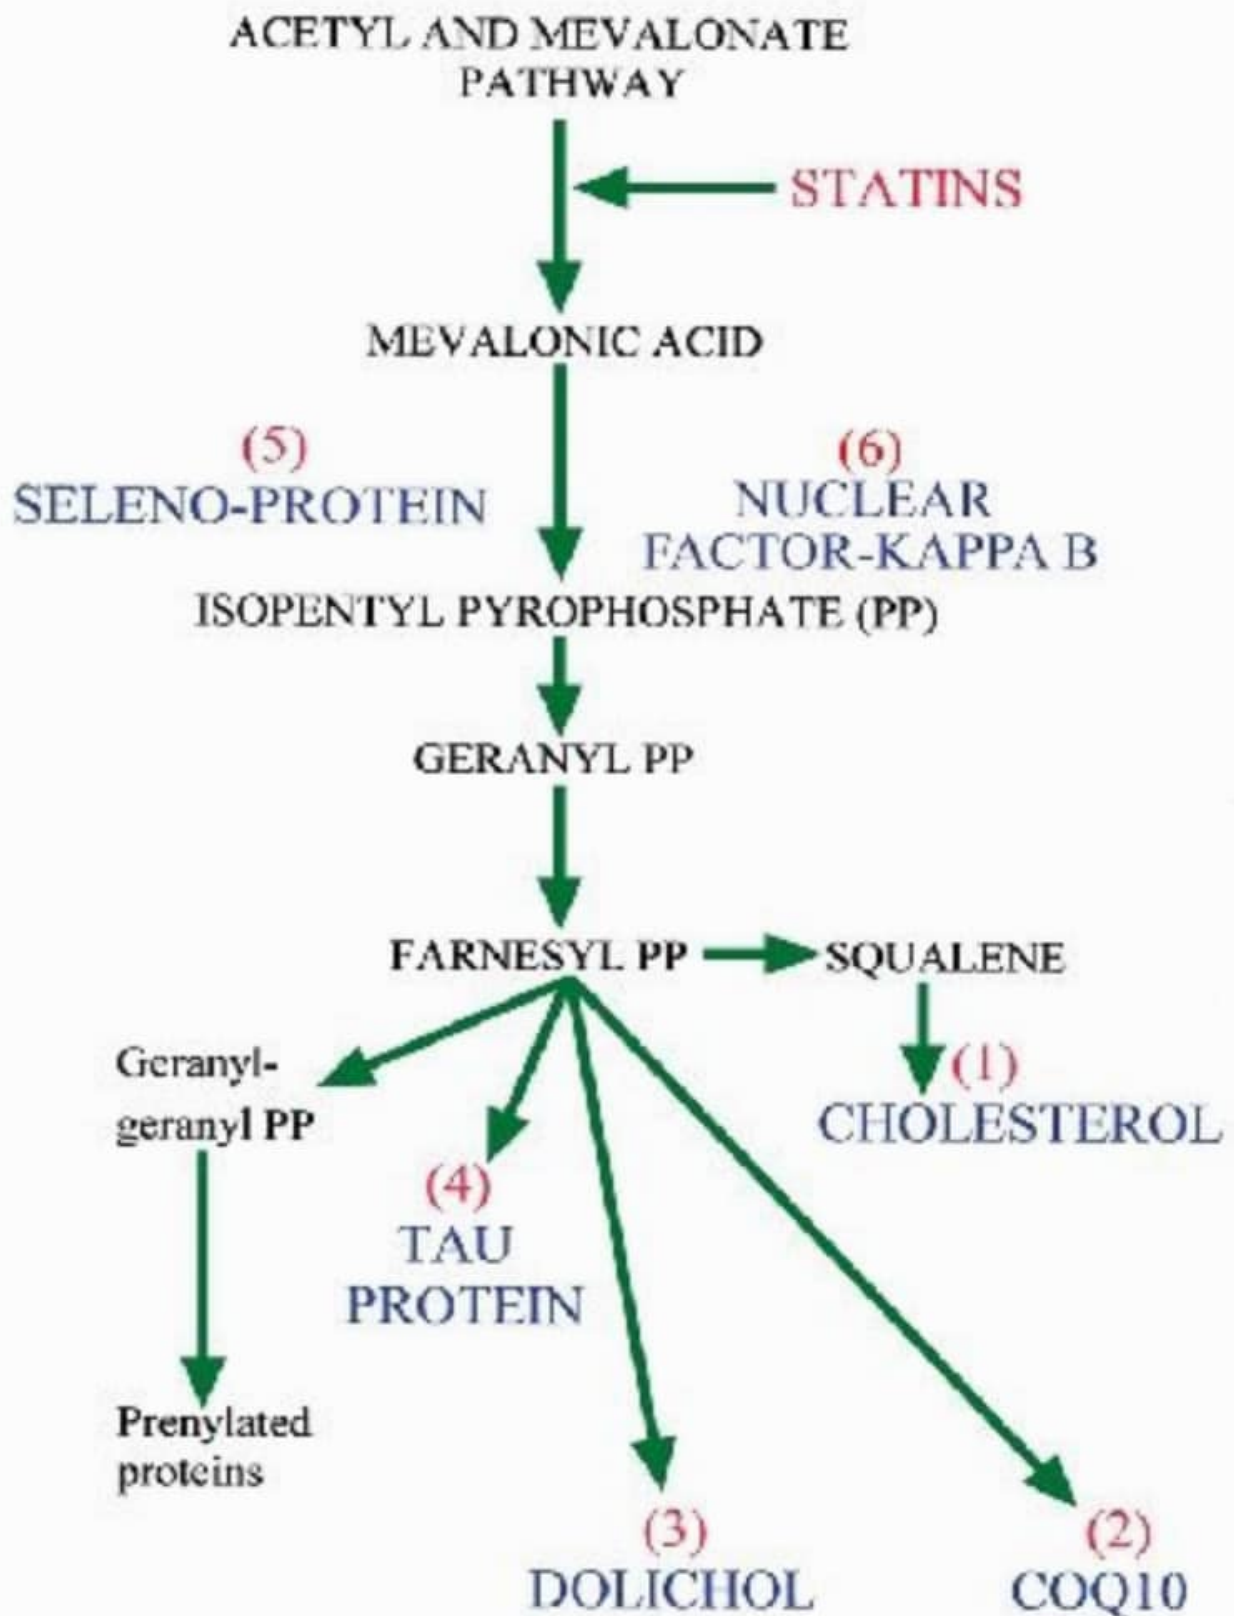 ACETYL AND MEVALONATE
PATHWAY
STATINS
MEVALONIC ACID
(5)
SELENO-PROTEIN
(6)
NUCLEAR
FACTOR-KAPPA B
ISOPENTYL PYROPHOSPHATE (PP)
GERANYL PP
FARNESYL PP
SQUALENE
Geranyl-
geranyl PP
(1)
CHOLESTEROL
(4)
TAU
PROTEIN
Prenylated
proteins
(3)
DOLICHOL
(2)
COQ10